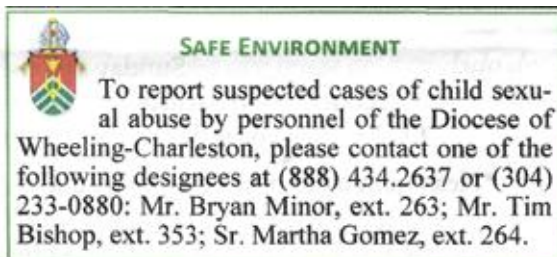 SAFE ENVIRONMENT
To report suspected cases of child sexu-
al abuse by personnel of the Diocese of
Wheeling-Charleston, please contact one of the
following designees at (888) 434.2637 or (304)
233-0880: Mr. Bryan Minor, ext. 263; Mr. Tim
Bishop, ext. 353; Sr. Martha Gomez, ext. 264.